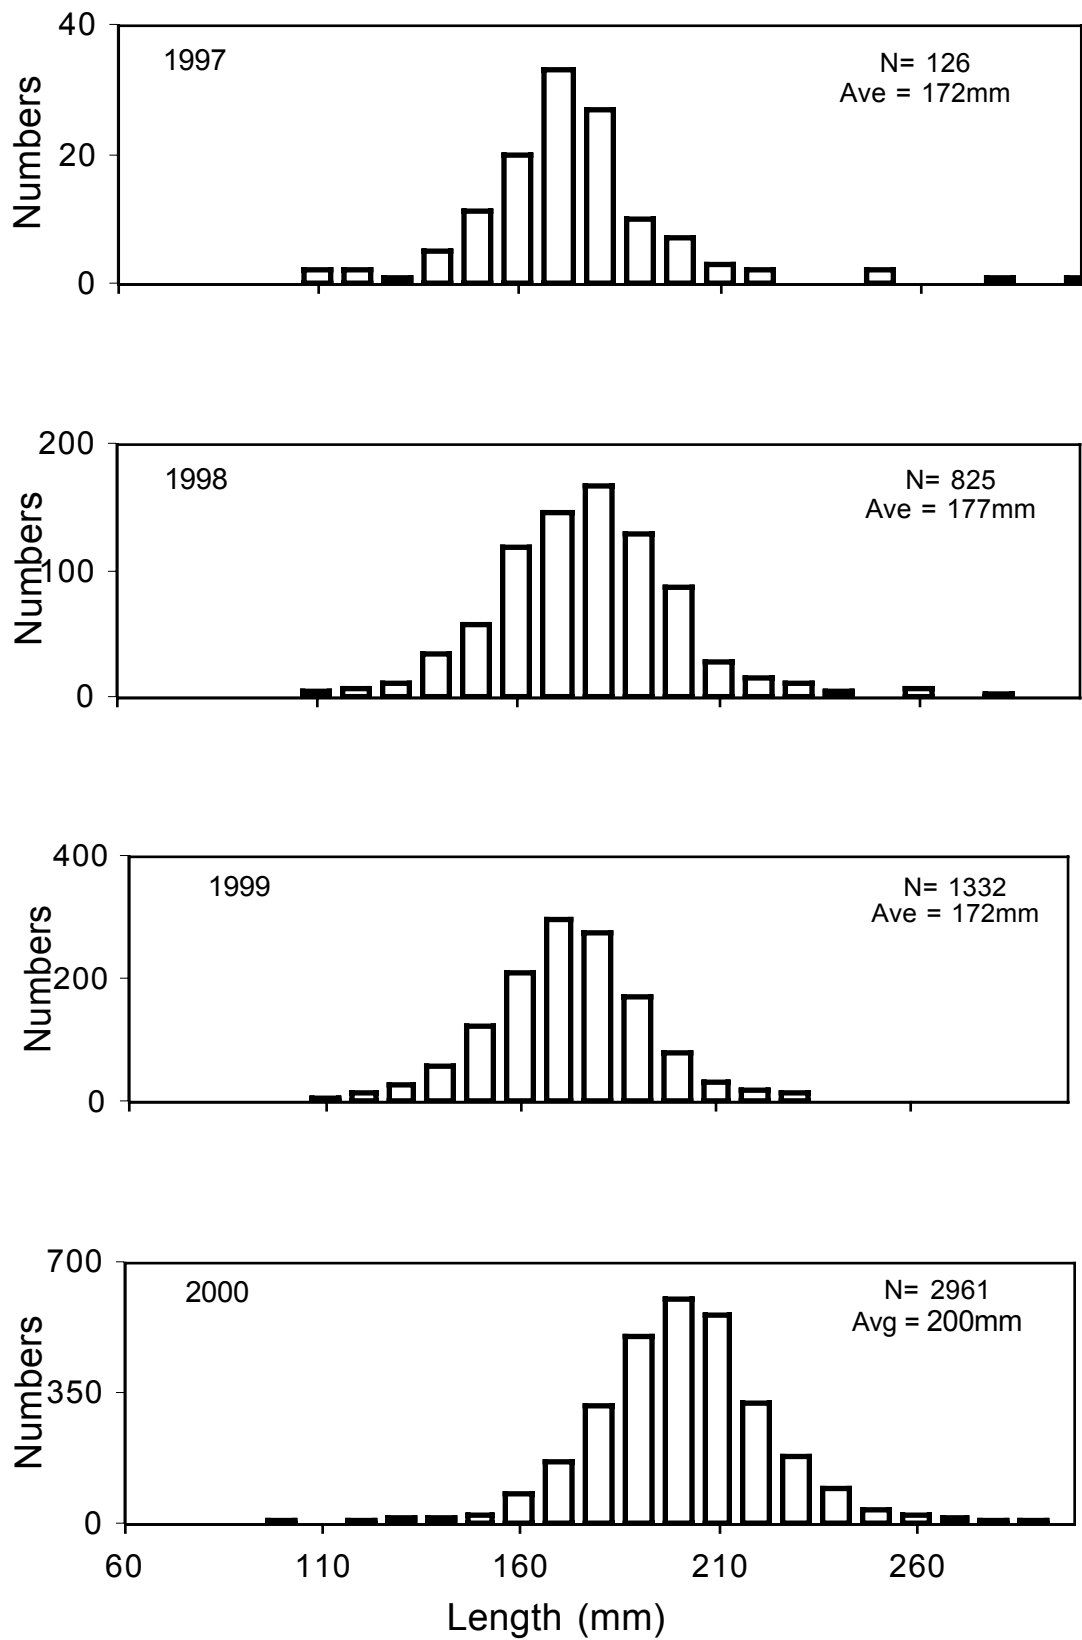 40
1997
N= 126
Ave = 172mm
Numbers
20
0
200
1998
N= 825
Ave = 177mm
Numbers
100
0
400
1999
N= 1332
Ave = 172mm
Numbers
200
0
700
2000
N= 2961
Avg = 200mm
Numbers
350
0
60 110 160 210 260
Length (mm)